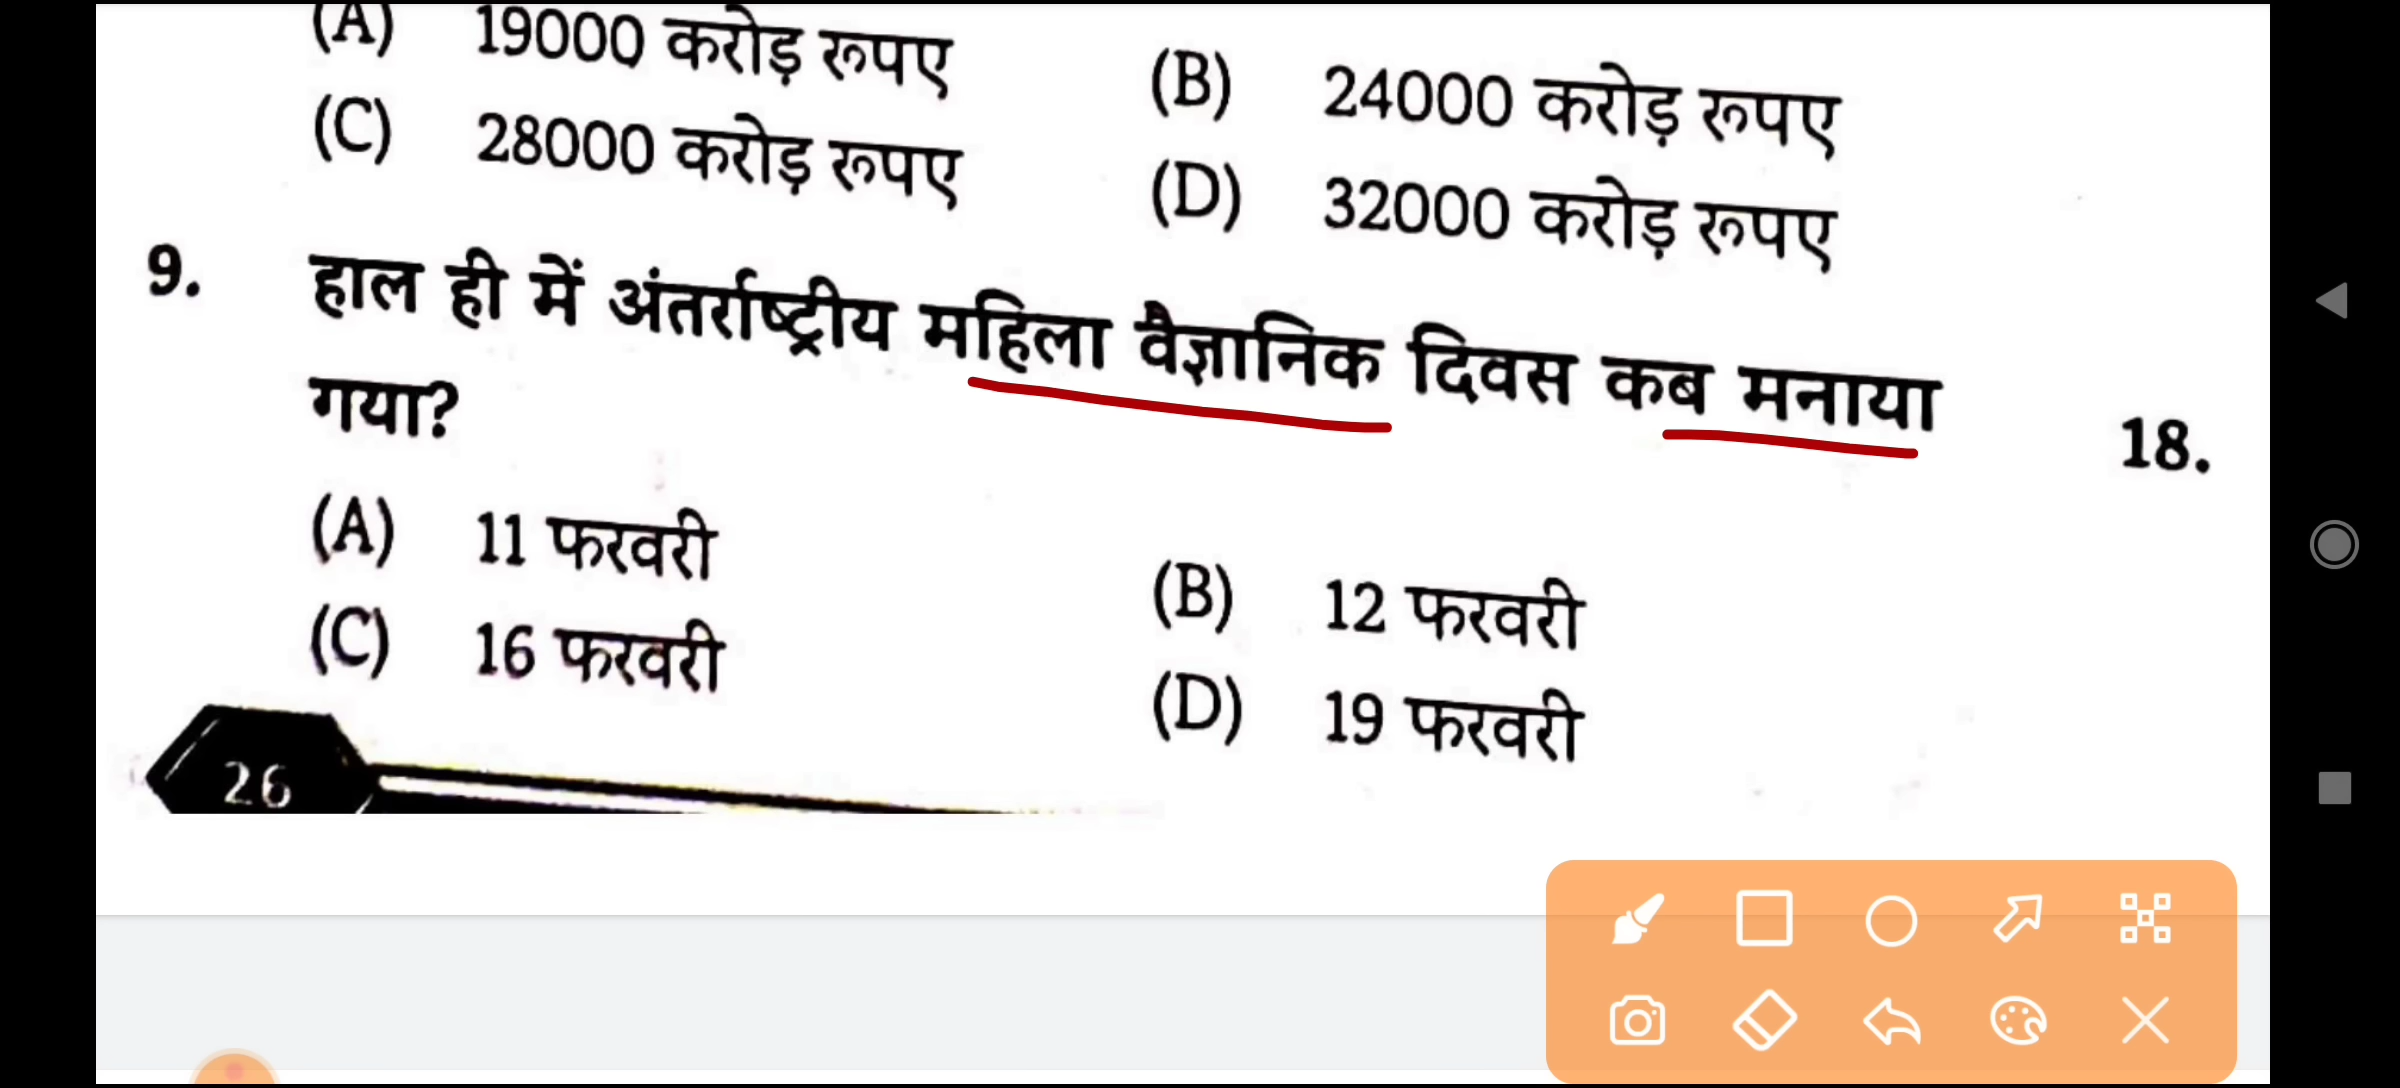 (A) 19000 करोड़ रूपए (B) 24000 करोड़ रूपए
(C) 28000 करोड़ रूपए (D) 32000 करोड़ रूपए
9. हाल ही में अंतर्राष्ट्रीय महिला वैज्ञानिक दिवस कब मनाया
गया?
18.
(A) 11 फरवरी (B) 12 फरवरी
(C) 16 फरवरी (D) 19 फरवरी
26